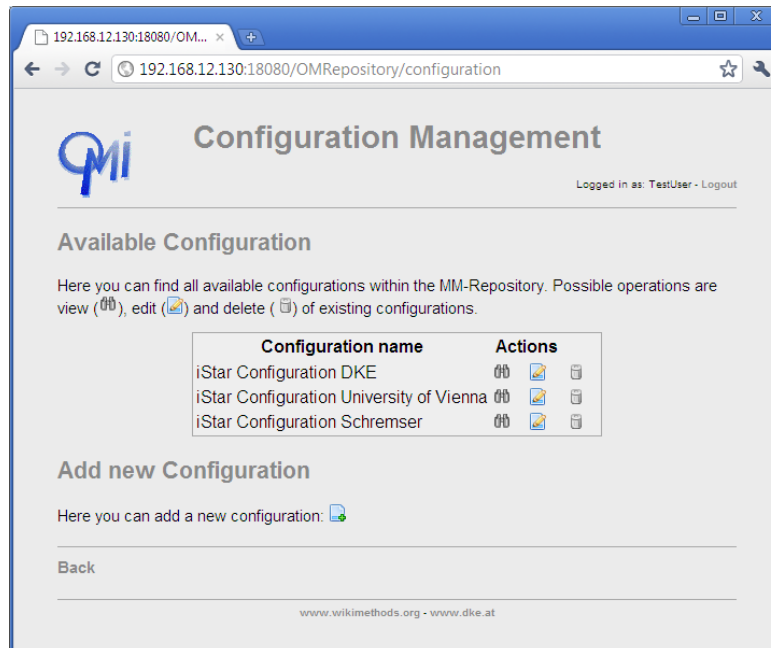 192.168.12.130:18080/OM...
192.168.12.130:18080/OMRepository/configuration
OMi
Configuration Management
Logged in as: TestUser - Logout
Available Configuration
Here you can find all available configurations within the MM-Repository. Possible operations are
view ( ), edit ( ) and delete ( ) of existing configurations.
Configuration name Actions
iStar Configuration DKE
iStar Configuration University of Vienna
iStar Configuration Schremser
Add new Configuration
Here you can add a new configuration:
Back
www.wikimethods.org - www.dke.at